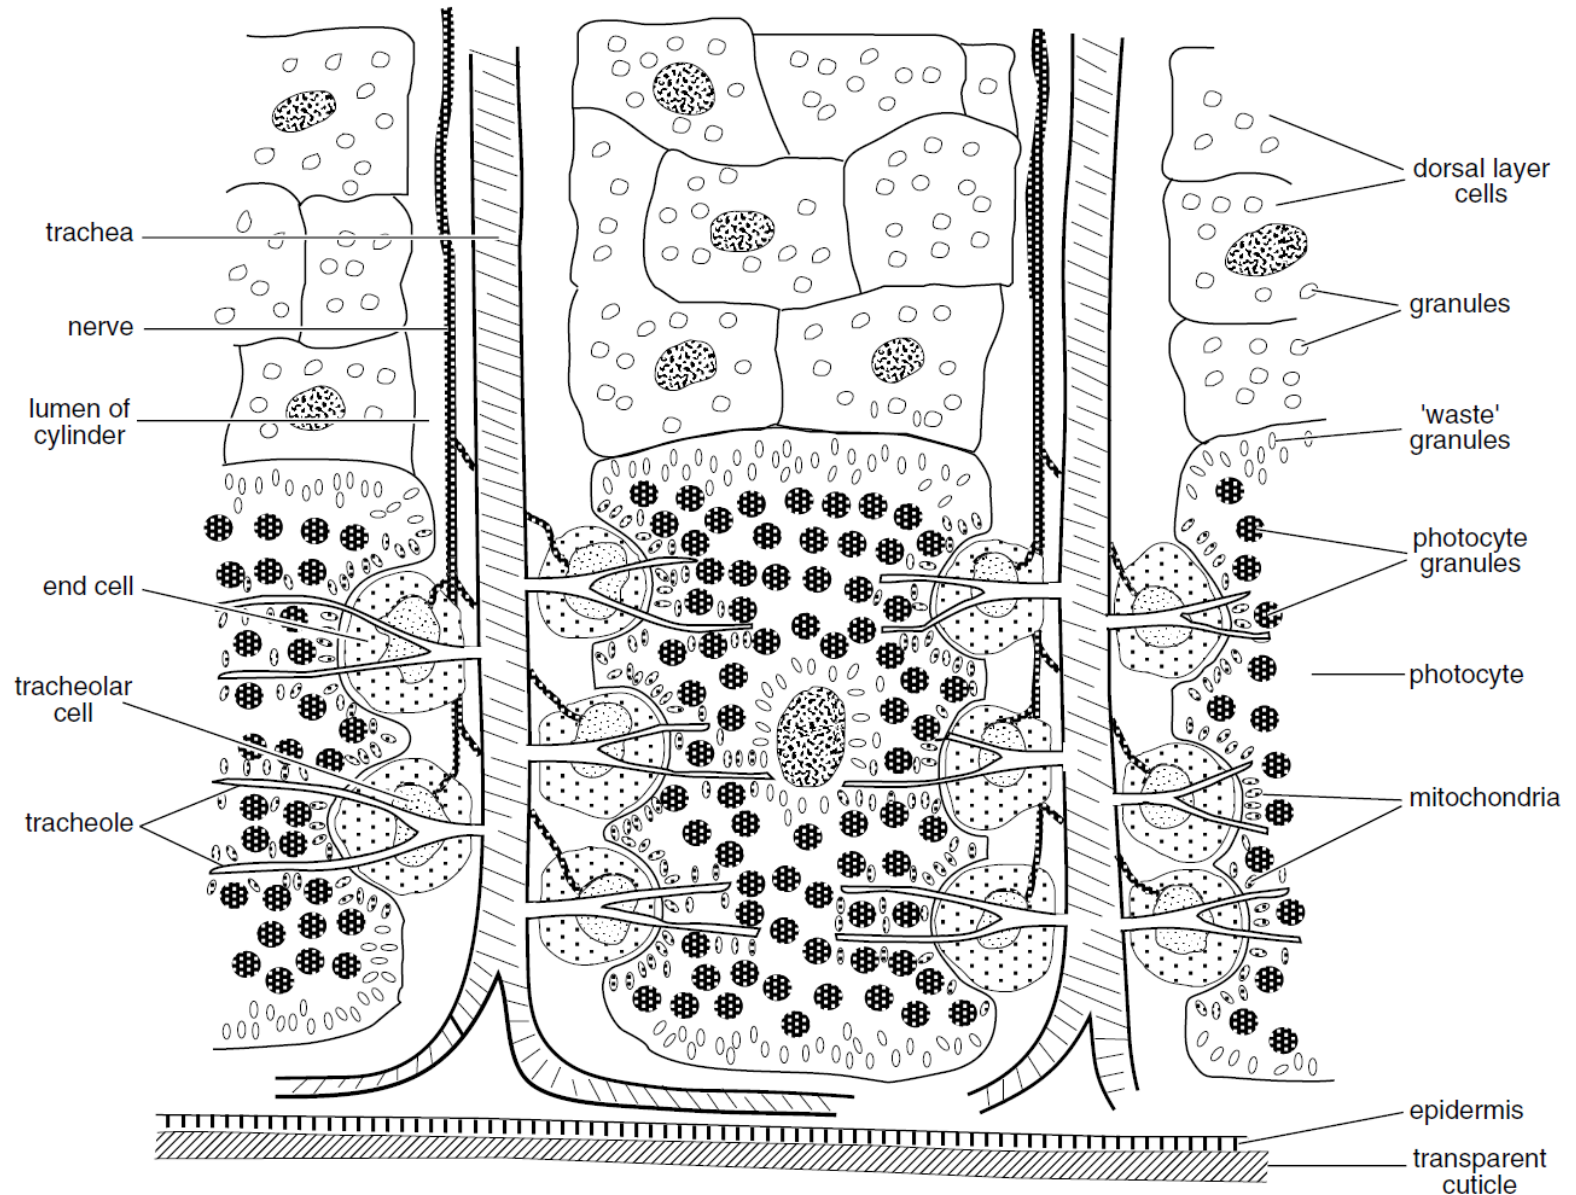 trachea
nerve
lumen of
cylinder
end cell
tracheolar
cell
tracheole
dorsal layer
cells
granules
'waste'
granules
photocyte
granules
photocyte
mitochondria
epidermis
transparent
cuticle